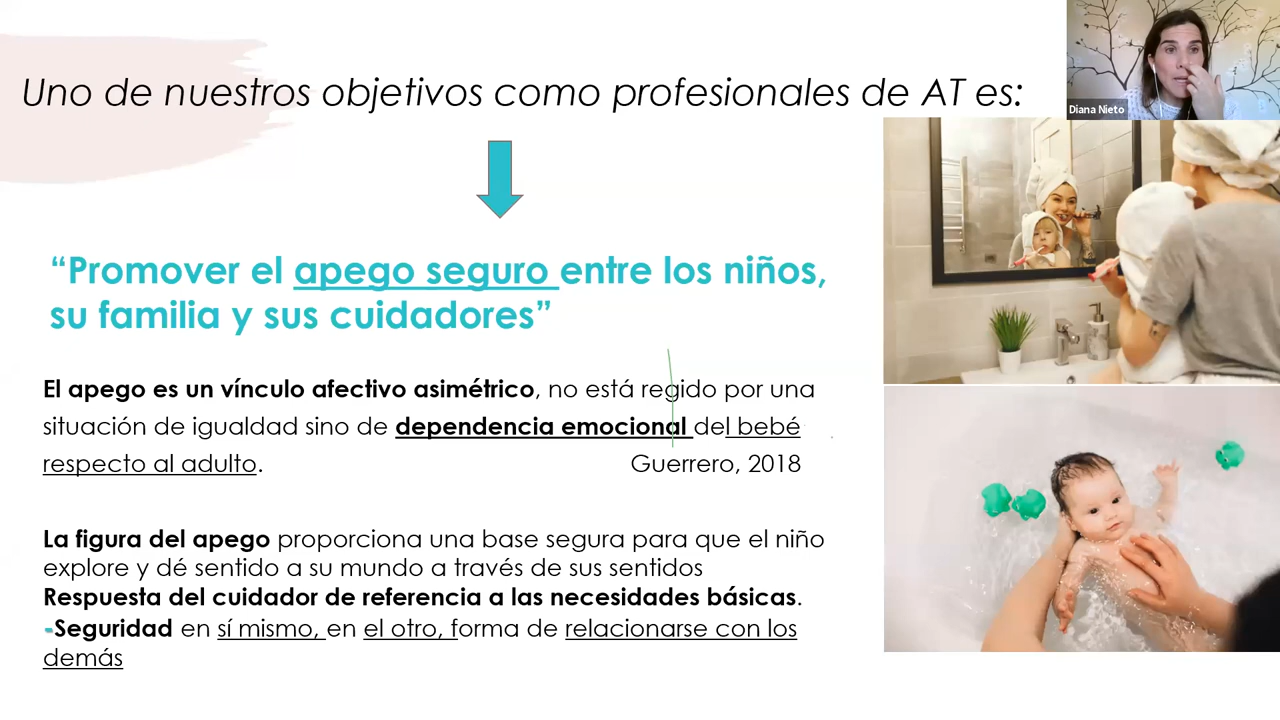 Uno de nuestros objetivos como profesionales de AT es:
Diana Nieto
“Promover el apego seguro entre los niños,
su familia y sus cuidadores”
El apego es un vínculo afectivo asimétrico, no está regido por una
situación de igualdad sino de dependencia emocional del bebé
respecto al adulto. Guerrero, 2018
La figura del apego proporciona una base segura para que el niño
explore y dé sentido a su mundo a través de sus sentidos
Respuesta del cuidador de referencia a las necesidades básicas.
-Seguridad en sí mismo, en el otro, forma de relacionarse con los
demás